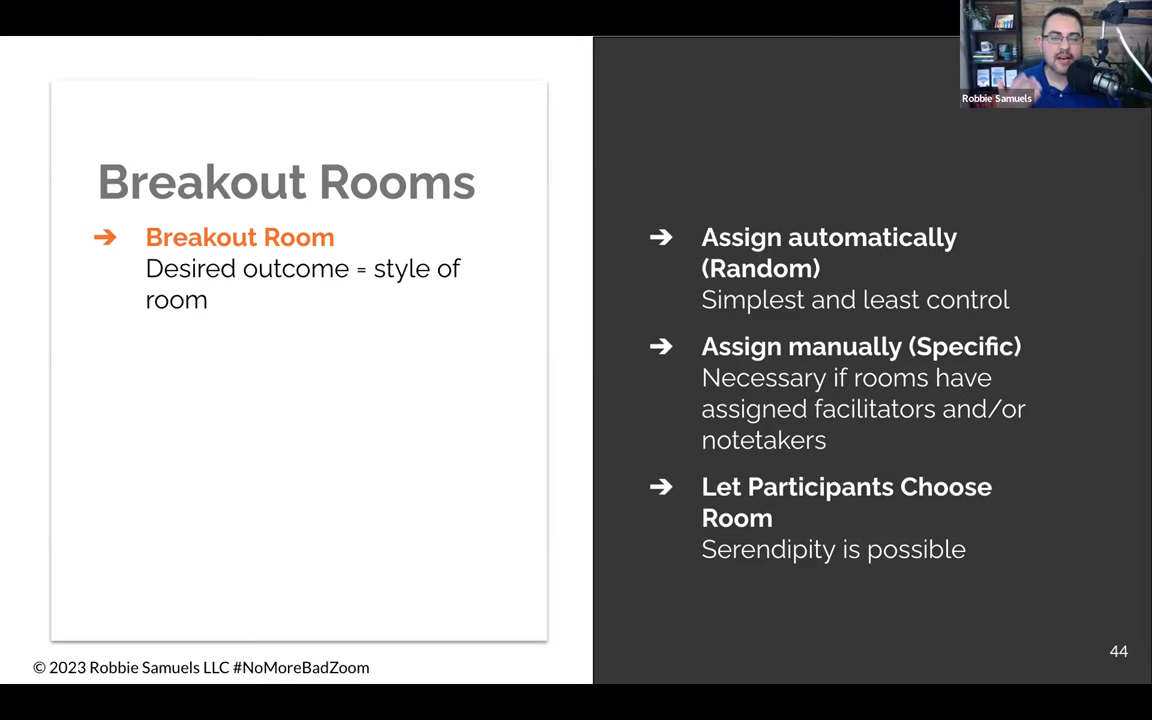 Robbie Samuels
Breakout Rooms
➔ Breakout Room
Desired outcome = style of
room
➔ Assign automatically
(Random)
Simplest and least control
➔ Assign manually (Specific)
Necessary if rooms have
assigned facilitators and/or
notetakers
➔ Let Participants Choose
Room
Serendipity is possible
44
© 2023 Robbie Samuels LLC #NoMoreBadZoom